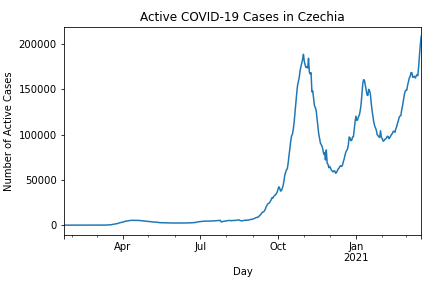 Active COVID-19 Cases in Czechia
Number of Active Cases
200000
150000
100000
50000
0
Apr
Jul
Oct
Jan
2021
Day